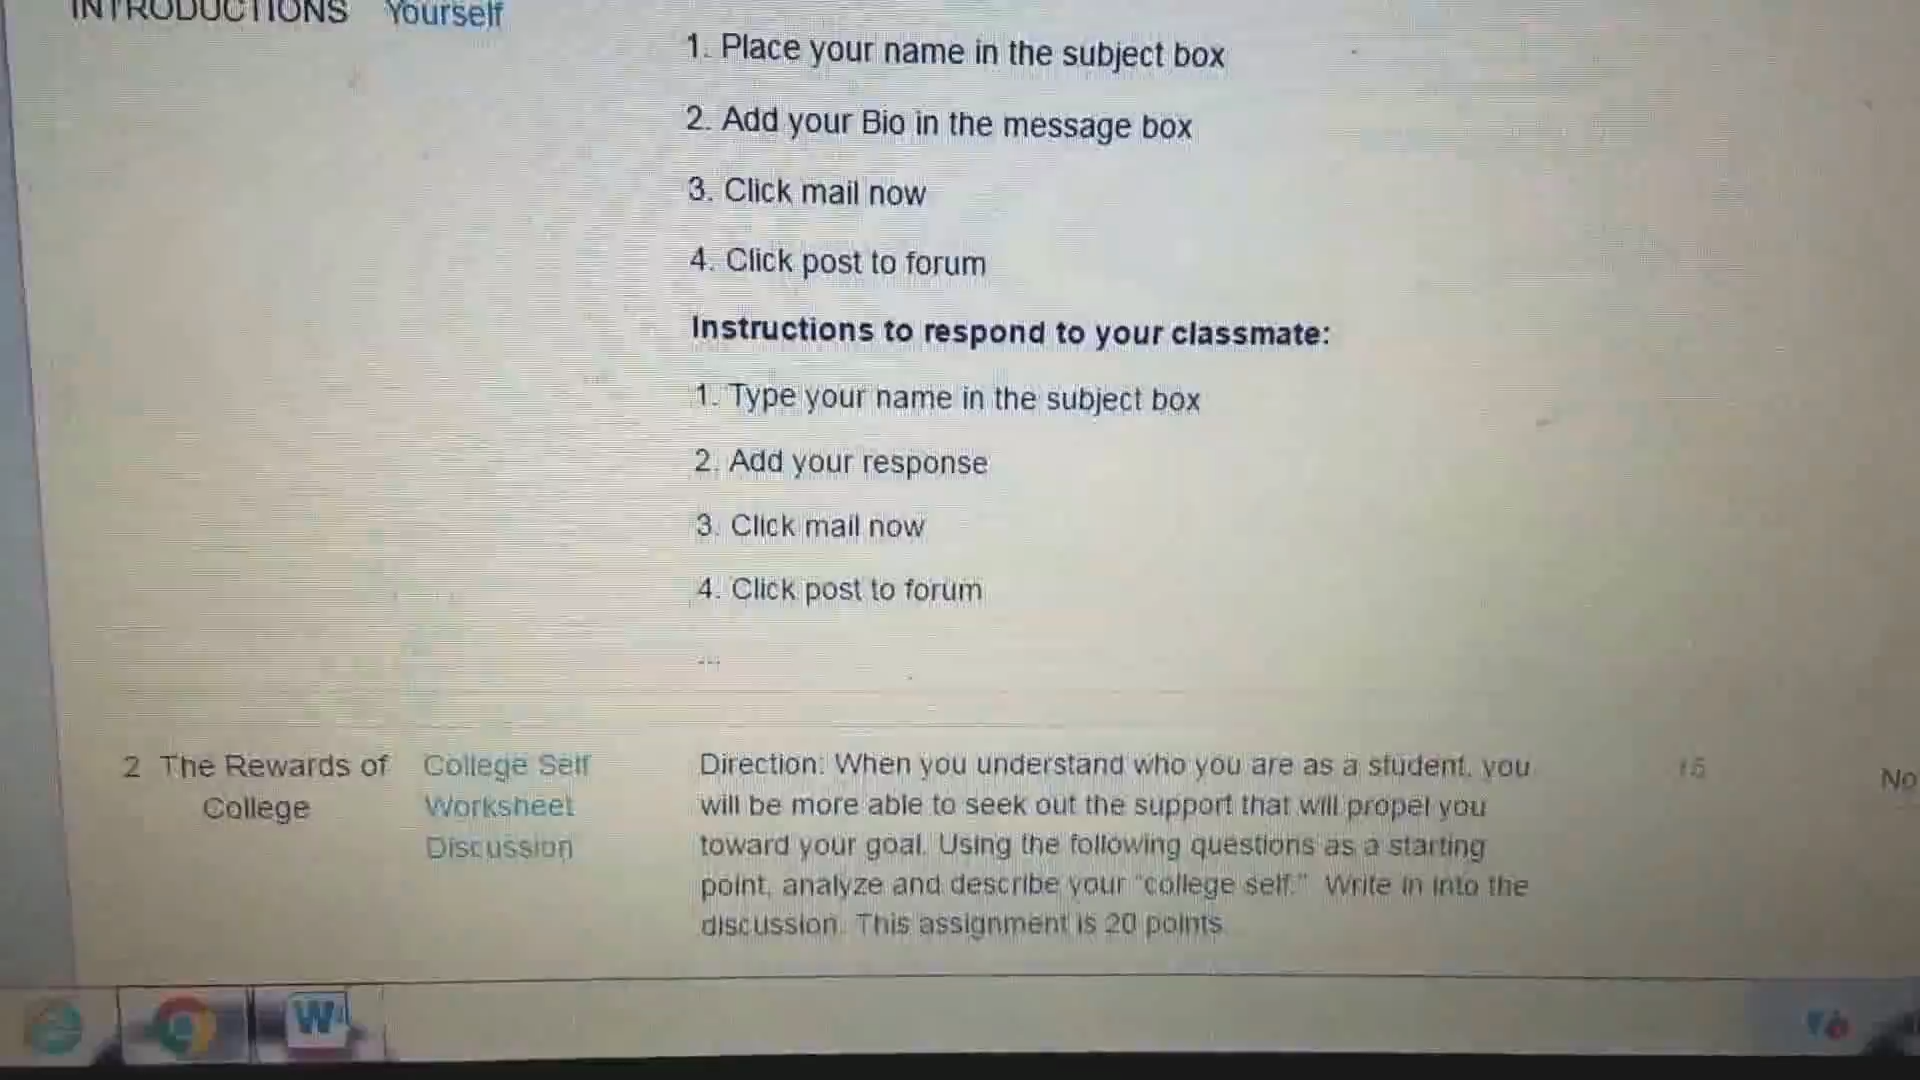 INTRODUCTIONS Yourself
1. Place your name in the subject box
2. Add your Bio in the message box
3. Click mail now
4. Click post to forum
Instructions to respond to your classmate:
1. Type your name in the subject box
2. Add your response
3. Click mail now
4. Click post to forum
...
2 The Rewards of College
College Self Worksheet Discussion
Direction: When you understand who you are as a student, you
will be more able to seek out the support that will propel you
toward your goal. Using the following questions as a starting
point, analyze and describe your "college self." Write in into the
discussion. This assignment is 20 points.
15
No
W